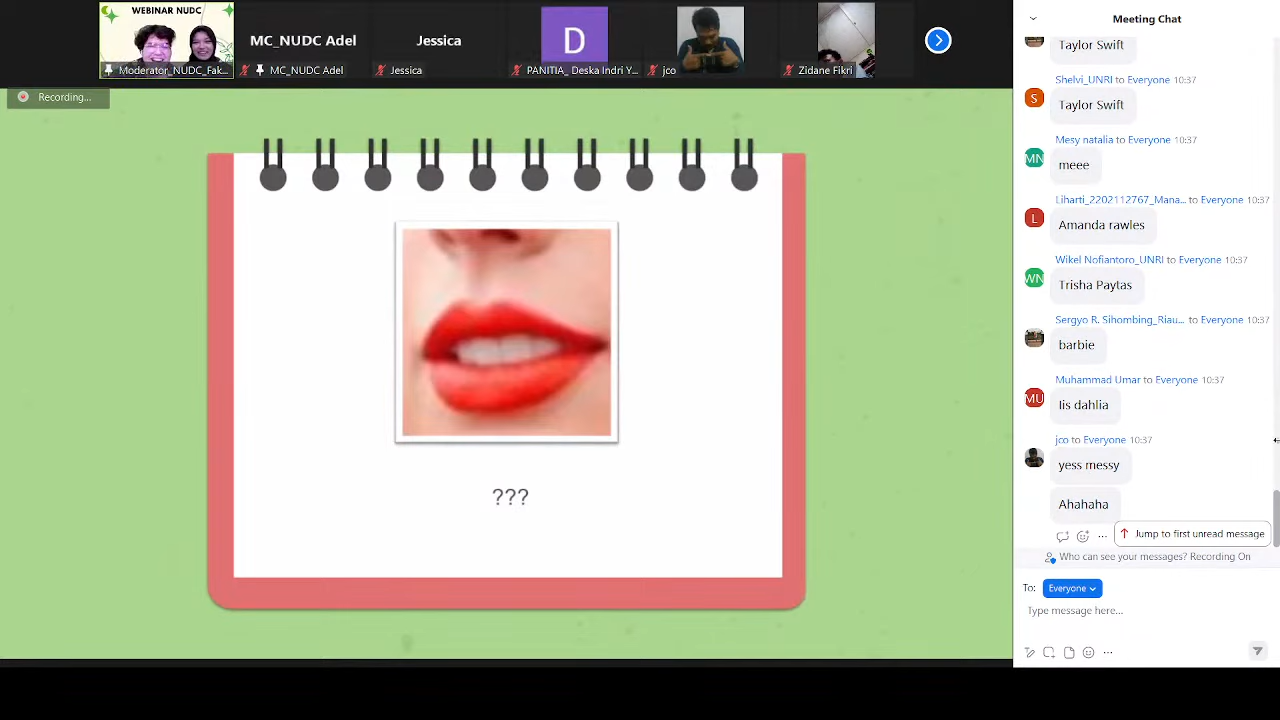 WEBINAR NUDC
Moderator_NUDC_Fak...
MC_NUDC Adel
MC_NUDC Adel
Jessica
Jessica
D
PANITIA_ Deska Indri Y...
jco
Zidane Fikri
Recording...
???
Meeting Chat
Taylor Swift
S
Shelvi_UNRI to Everyone 10:37
Taylor Swift
MN
Mesy natalia to Everyone 10:37
meee
L
Liharti_2202112767_Mana... to Everyone 10:37
Amanda rawles
WN
Wikel Nofiantoro_UNRI to Everyone 10:37
Trisha Paytas
Sergyo R. Sihombing_Riau... to Everyone 10:37
barbie
MU
Muhammad Umar to Everyone 10:37
Iis dahlia
jco to Everyone 10:37
yess messy
Ahahaha
Jump to first unread message
Who can see your messages? Recording On
To: Everyone
Type message here...